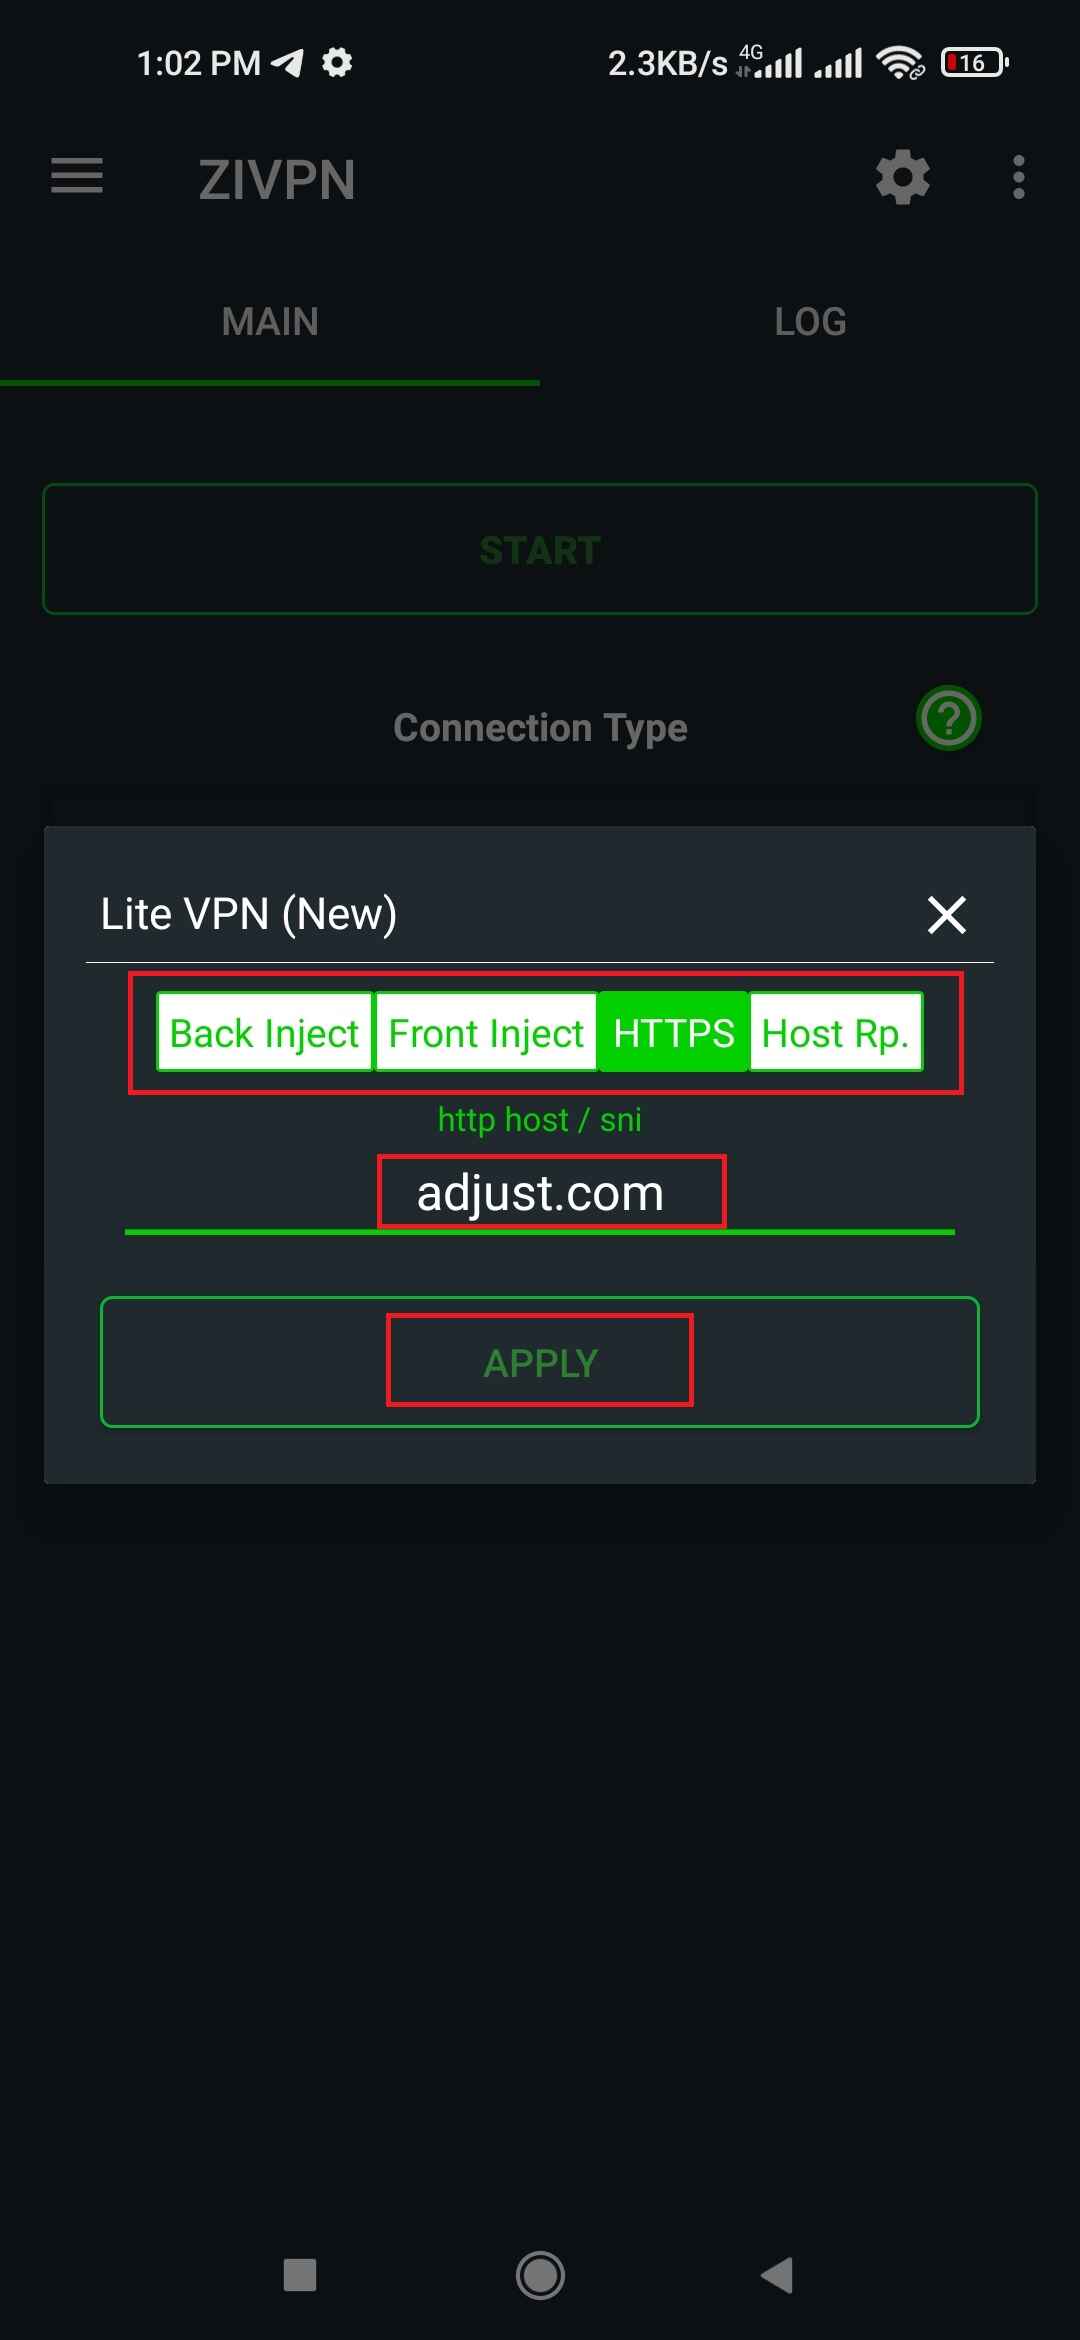 1:02 PM 2.3KB/s 4G 16
ZIVPN
MAIN LOG
START
Connection Type ?
Lite VPN (New)
Back Inject Front Inject HTTPS Host Rp.
http host / sni
adjust.com
APPLY